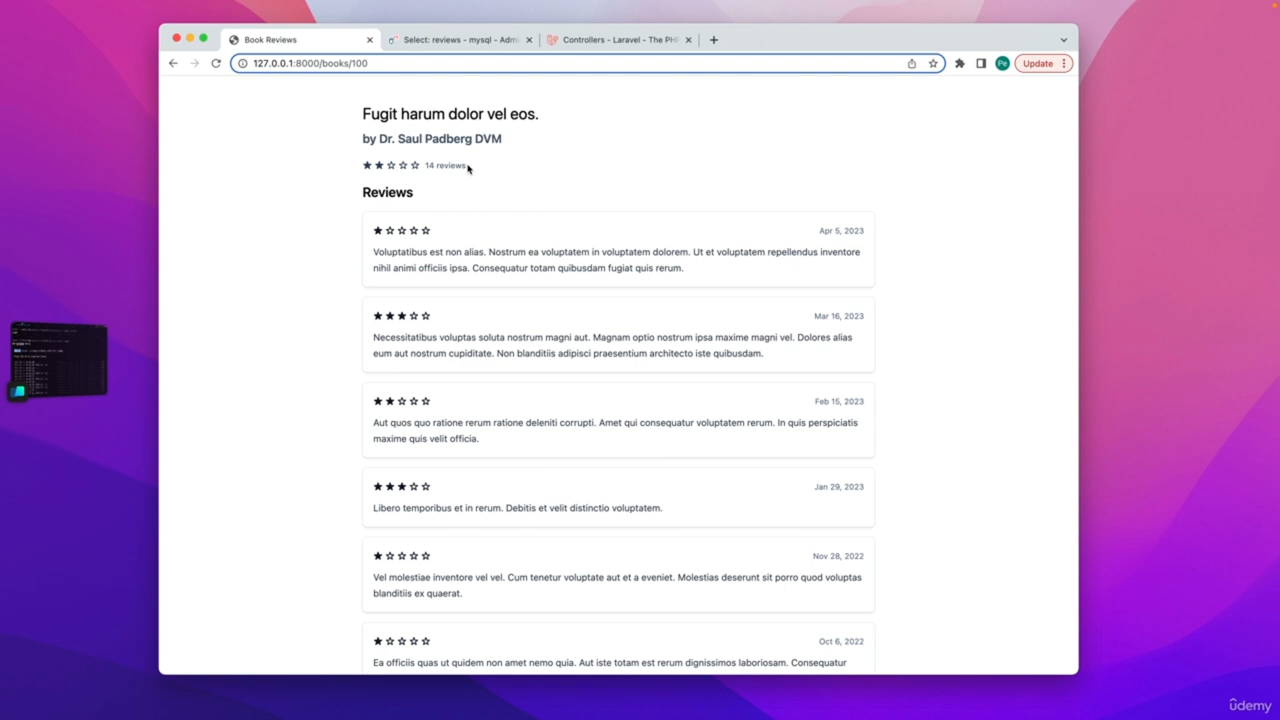 Book Reviews
Select: reviews - mysql - Adm
Controllers - Laravel - The PH
127.0.0.1:8000/books/100
Pe
Update
Fugit harum dolor vel eos.
by Dr. Saul Padberg DVM
★★☆☆☆ 14 reviews
Reviews
★☆☆☆☆ Apr 5, 2023
Voluptatibus est non alias. Nostrum ea voluptatem in voluptatem dolorem. Ut et voluptatem repellendus inventore
nihil animi officiis ipsa. Consequatur totam quibusdam fugiat quis rerum.
★★★☆☆ Mar 16, 2023
Necessitatibus voluptas soluta nostrum magni aut. Magnam optio nostrum ipsa maxime magni vel. Dolores alias
eum aut nostrum cupiditate. Non blanditiis adipisci praesentium architecto iste quibusdam.
★★☆☆☆ Feb 15, 2023
Aut quos quo ratione rerum ratione deleniti corrupti. Amet qui consequatur voluptatem rerum. In quis perspiciatis
maxime quis velit officia.
★★★☆☆ Jan 29, 2023
Libero temporibus et in rerum. Debitis et velit distinctio voluptatem.
★☆☆☆☆ Nov 28, 2022
Vel molestiae inventore vel vel. Cum tenetur voluptate aut et a eveniet. Molestias deserunt sit porro quod voluptas
blanditiis ex quaerat.
★☆☆☆☆ Oct 6, 2022
Ea officiis quas ut quidem non amet nemo quia. Aut iste totam est rerum dignissimos laboriosam. Consequatur
ûdemy